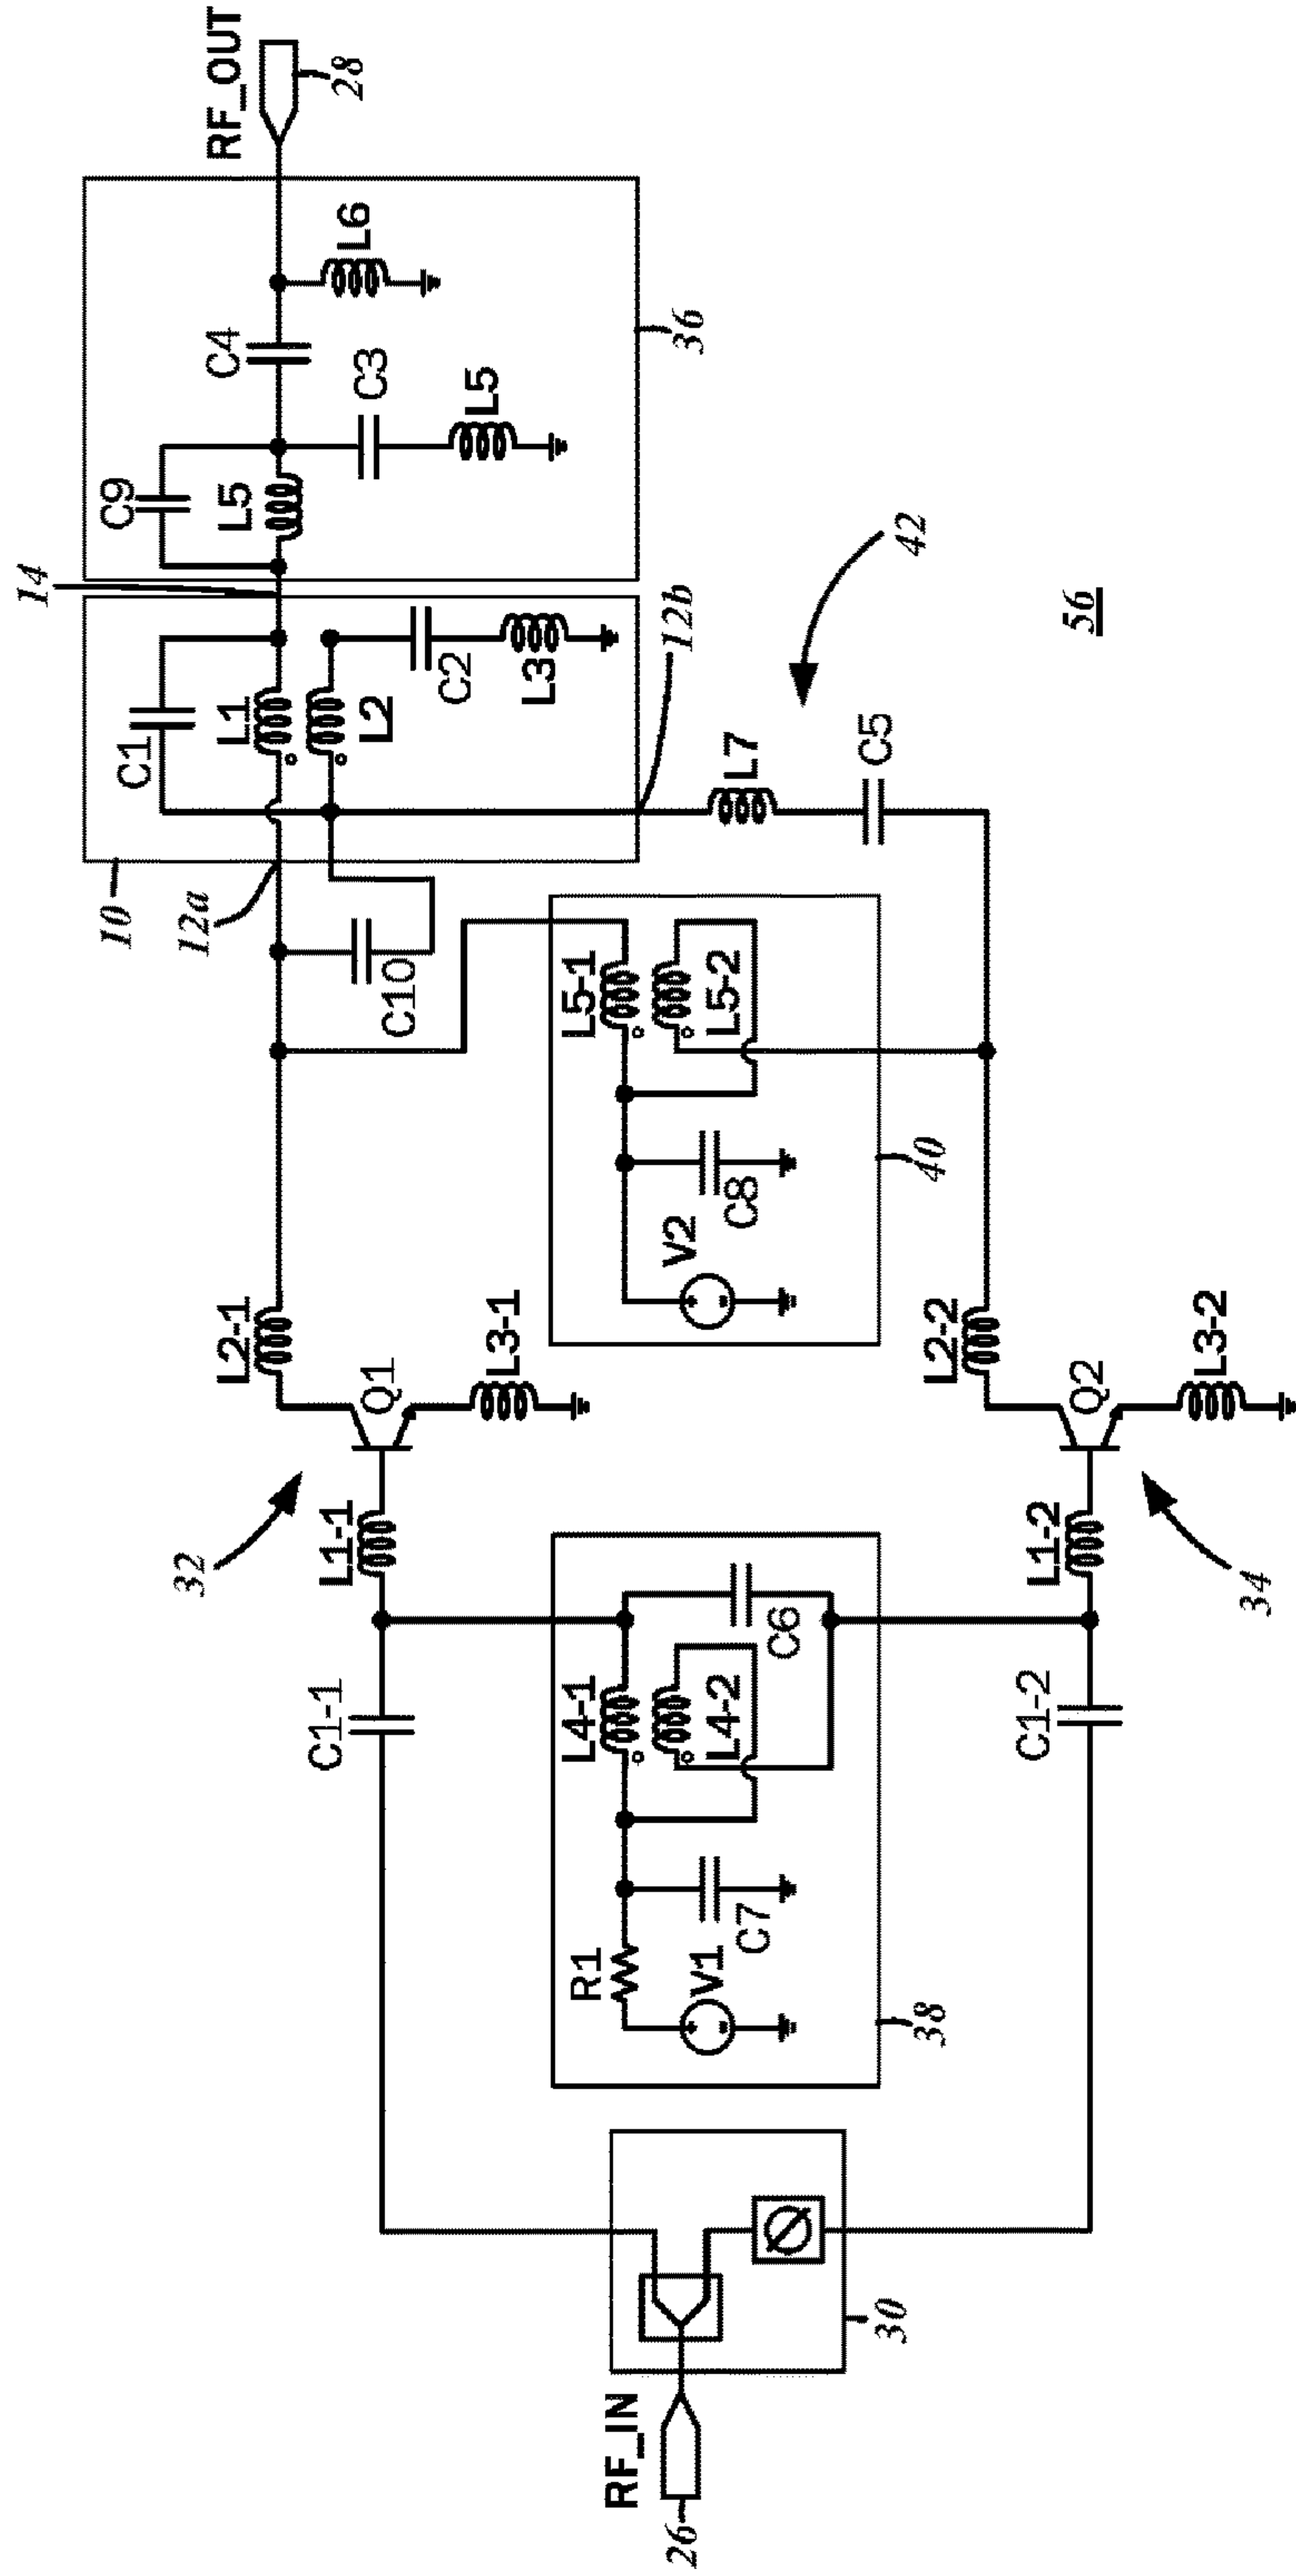 RF_IN
26
30
C1-1
C1-2
R1
V1
C7
L4-1
L4-2
C6
38
32
L1-1
Q1
L2-1
L3-1
34
L1-2
Q2
L2-2
L3-2
V2
C8
L5-1
L5-2
40
C10
10
12a
C1
L1
L2
C2
L3
12b
14
L7
C5
42
56
C9
L5
C3
L5
C4
L6
36
RF_OUT
28